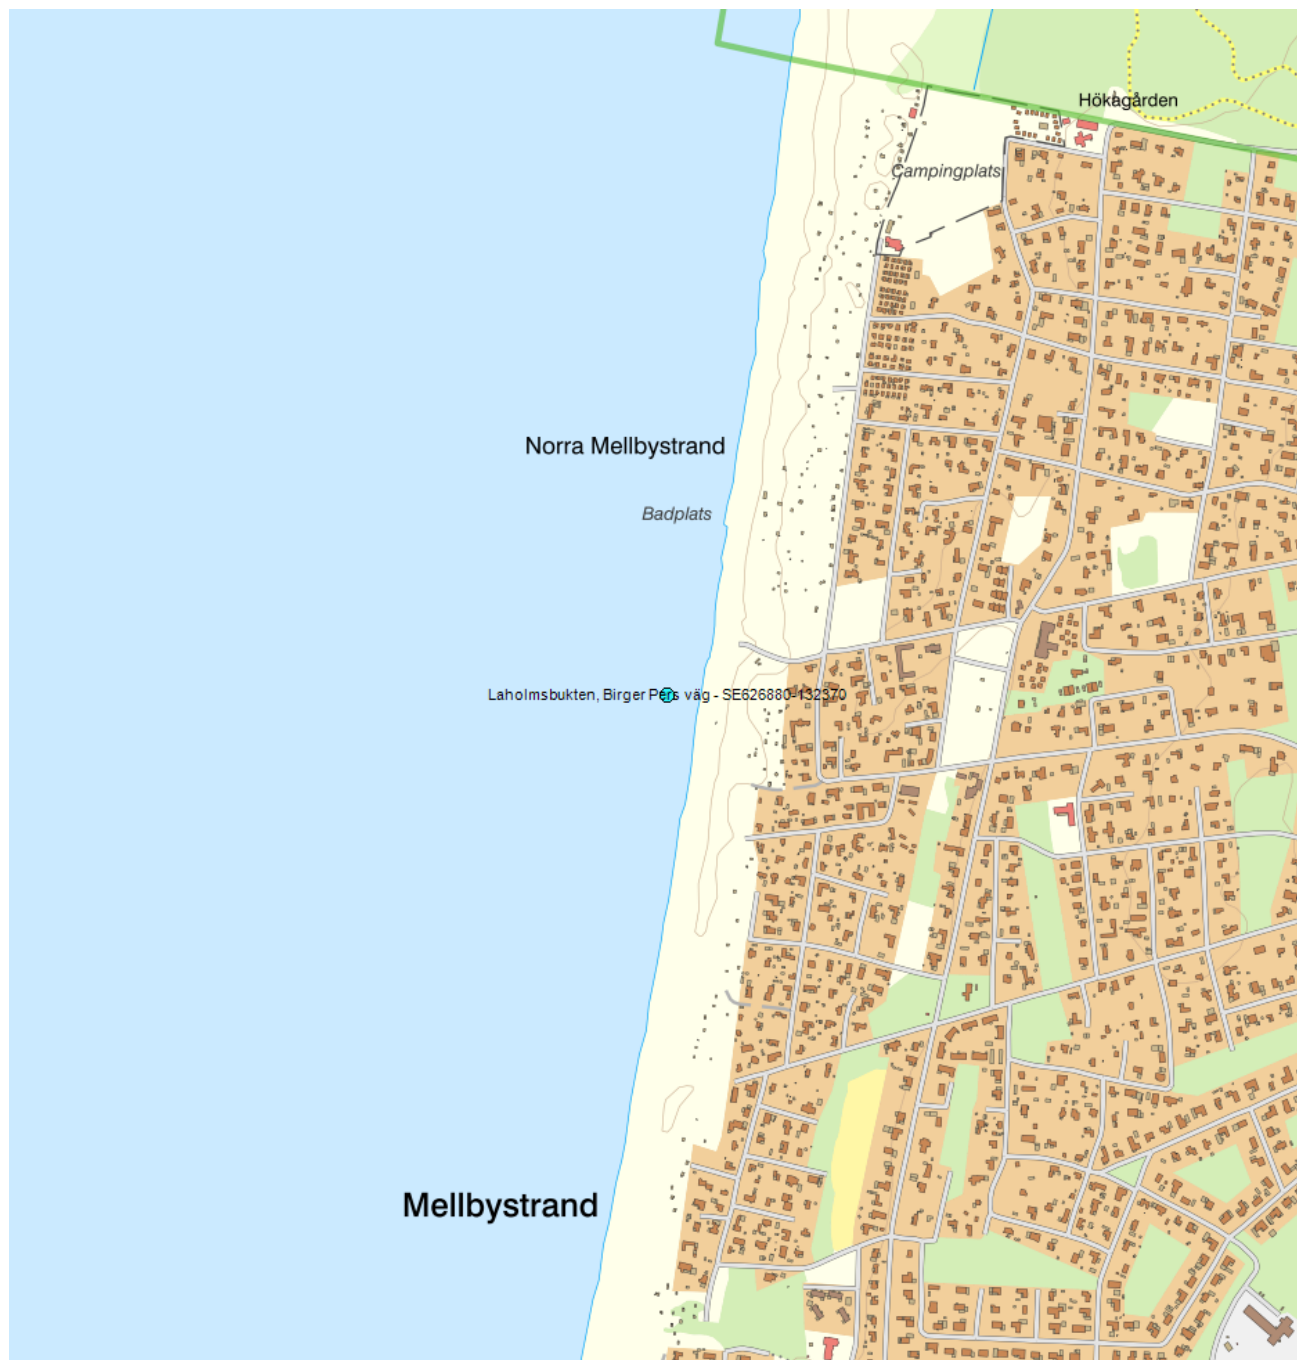 Hökagården
Campingplats
Norra Mellbystrand
Badplats
Laholmsbukten, Birger Pers väg - SE626880-132370
Mellbystrand